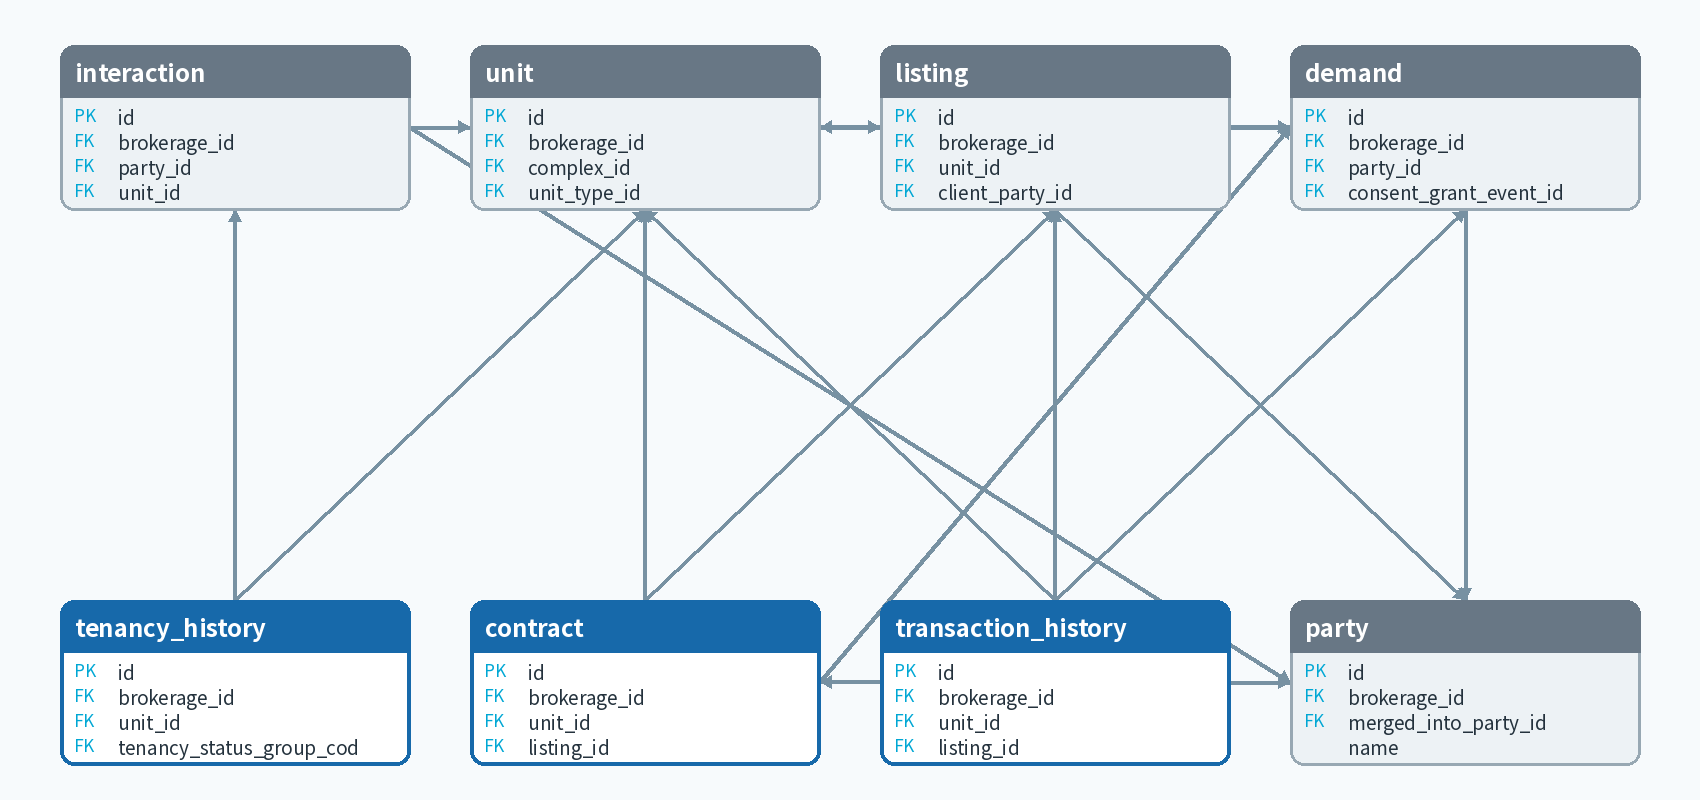 interaction
PK id
FK brokerage_id
FK party_id
FK unit_id
unit
PK id
FK brokerage_id
FK complex_id
FK unit_type_id
listing
PK id
FK brokerage_id
FK unit_id
FK client_party_id
demand
PK id
FK brokerage_id
FK party_id
FK consent_grant_event_id
tenancy_history
PK id
FK brokerage_id
FK unit_id
FK tenancy_status_group_cod
contract
PK id
FK brokerage_id
FK unit_id
FK listing_id
transaction_history
PK id
FK brokerage_id
FK unit_id
FK listing_id
party
PK id
FK brokerage_id
FK merged_into_party_id
name